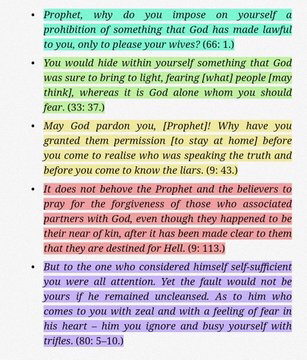 • Prophet, why do you impose on yourself a
prohibition of something that God has made lawful
to you, only to please your wives? (66: 1.)
• You would hide within yourself something that God
was sure to bring to light, fearing [what] people [may
think], whereas it is God alone whom you should
fear. (33: 37.)
• May God pardon you, [Prophet]! Why have you
granted them permission [to stay at home] before
you come to realise who was speaking the truth and
before you come to know the liars. (9: 43.)
• It does not behove the Prophet and the believers to
pray for the forgiveness of those who associated
partners with God, even though they happened to be
their near of kin, after it has been made clear to them
that they are destined for Hell. (9: 113.)
• But to the one who considered himself self-sufficient
you were all attention. Yet the fault would not be
yours if he remained uncleansed. As to him who
comes to you with zeal and with a feeling of fear in
his heart – him you ignore and busy yourself with
trifles. (80: 5–10.)